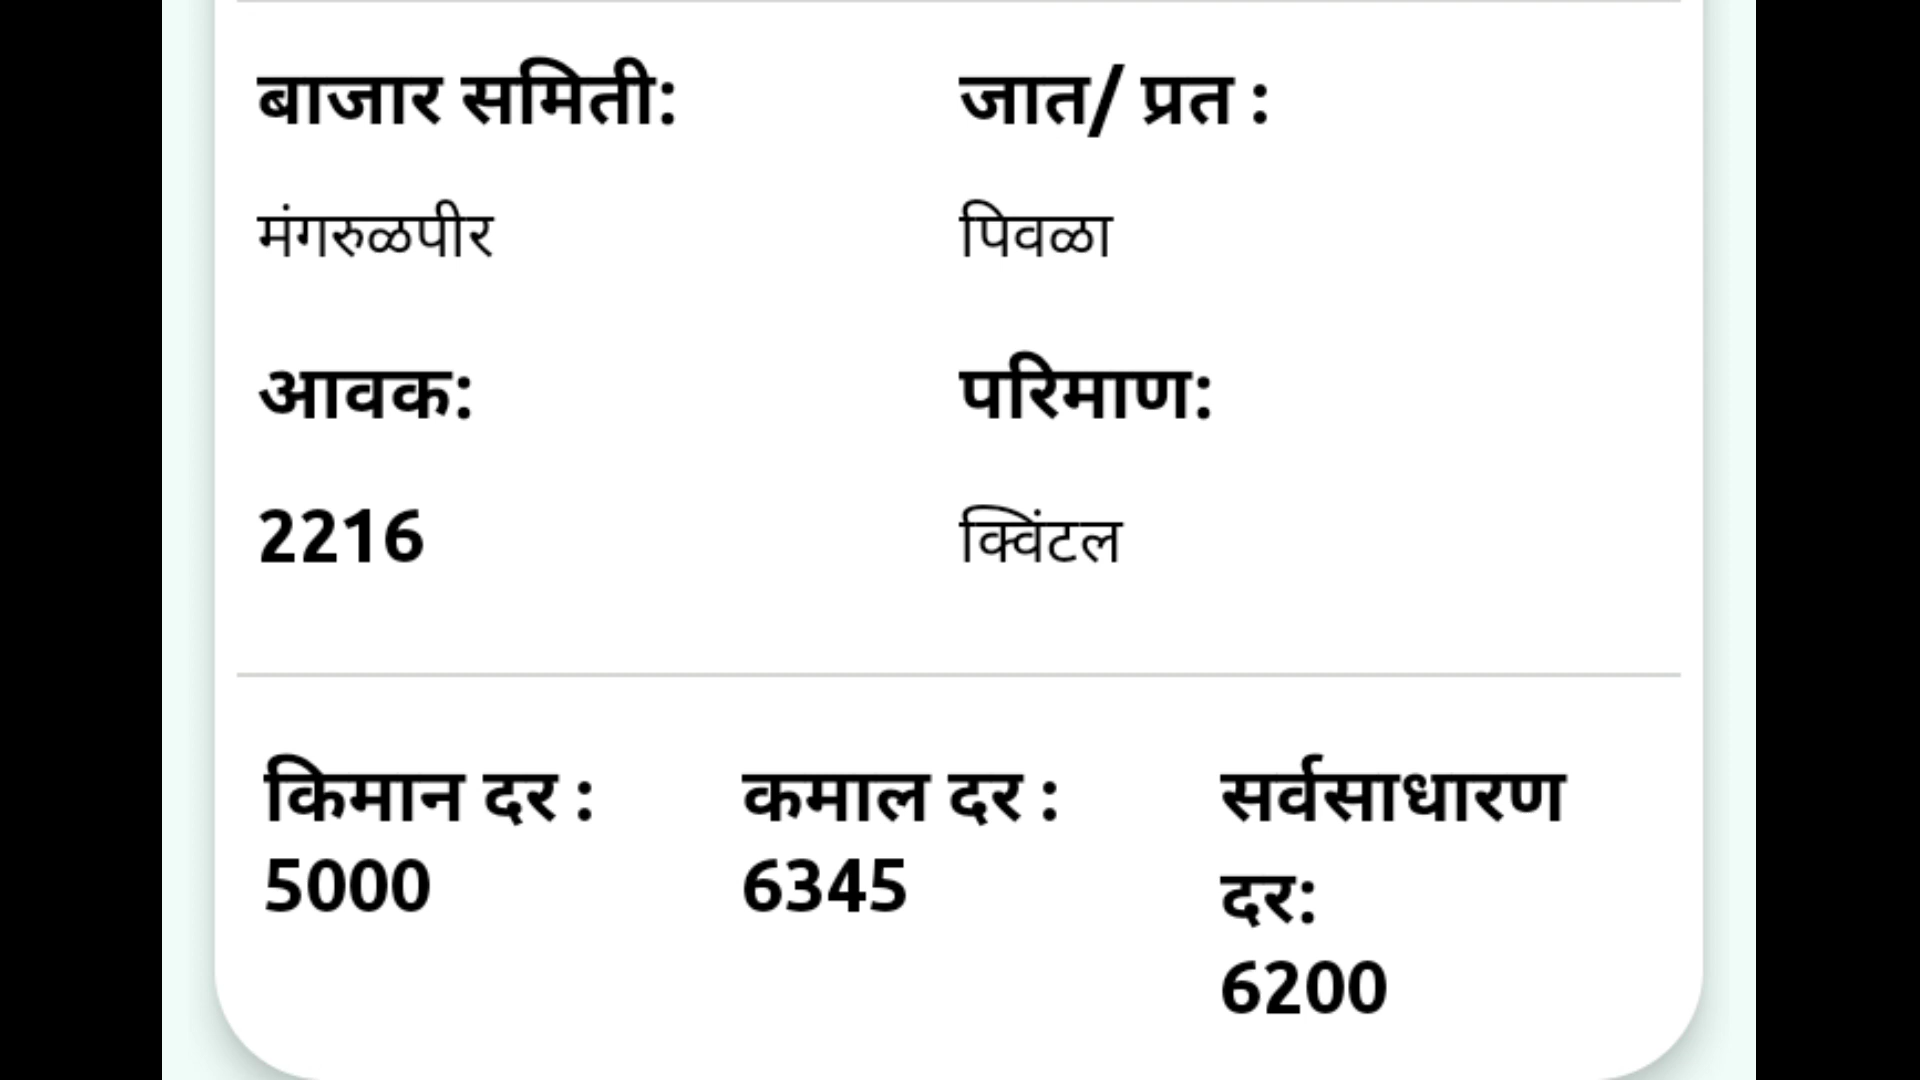 बाजार समिती: जात/ प्रत :
मंगरुळपीर पिवळा
आवक: परिमाण:
2216 क्विंटल
किमान दर : कमाल दर : सर्वसाधारण
5000 6345 दर:
6200